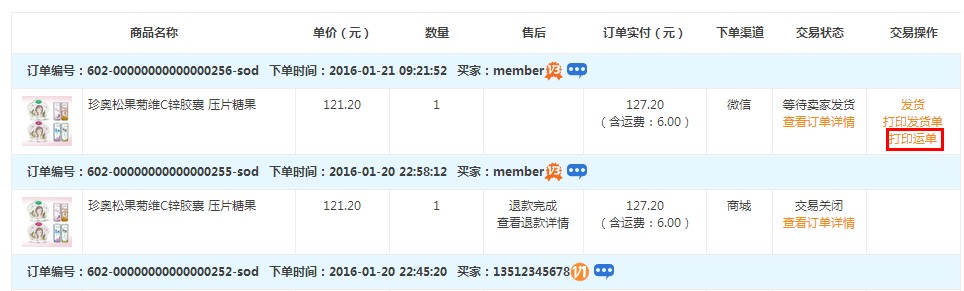 商品名称 单价（元） 数量 售后 订单实付（元） 下单渠道 交易状态 交易操作
订单编号：602-00000000000000256-sod 下单时间：2016-01-21 09:21:52 买家：member V3
珍奥松果菊维C锌胶囊 压片糖果 121.20 1 127.20 微信 等待卖家发货 发货
（含运费：6.00） 查看订单详情 打印发货单
打印运单
订单编号：602-00000000000000255-sod 下单时间：2016-01-20 22:58:12 买家：member V3
珍奥松果菊维C锌胶囊 压片糖果 121.20 1 退款完成 127.20 商城 交易关闭
查看退款详情 （含运费：6.00） 查看订单详情
订单编号：602-00000000000000252-sod 下单时间：2016-01-20 22:45:20 买家：13512345678 V1